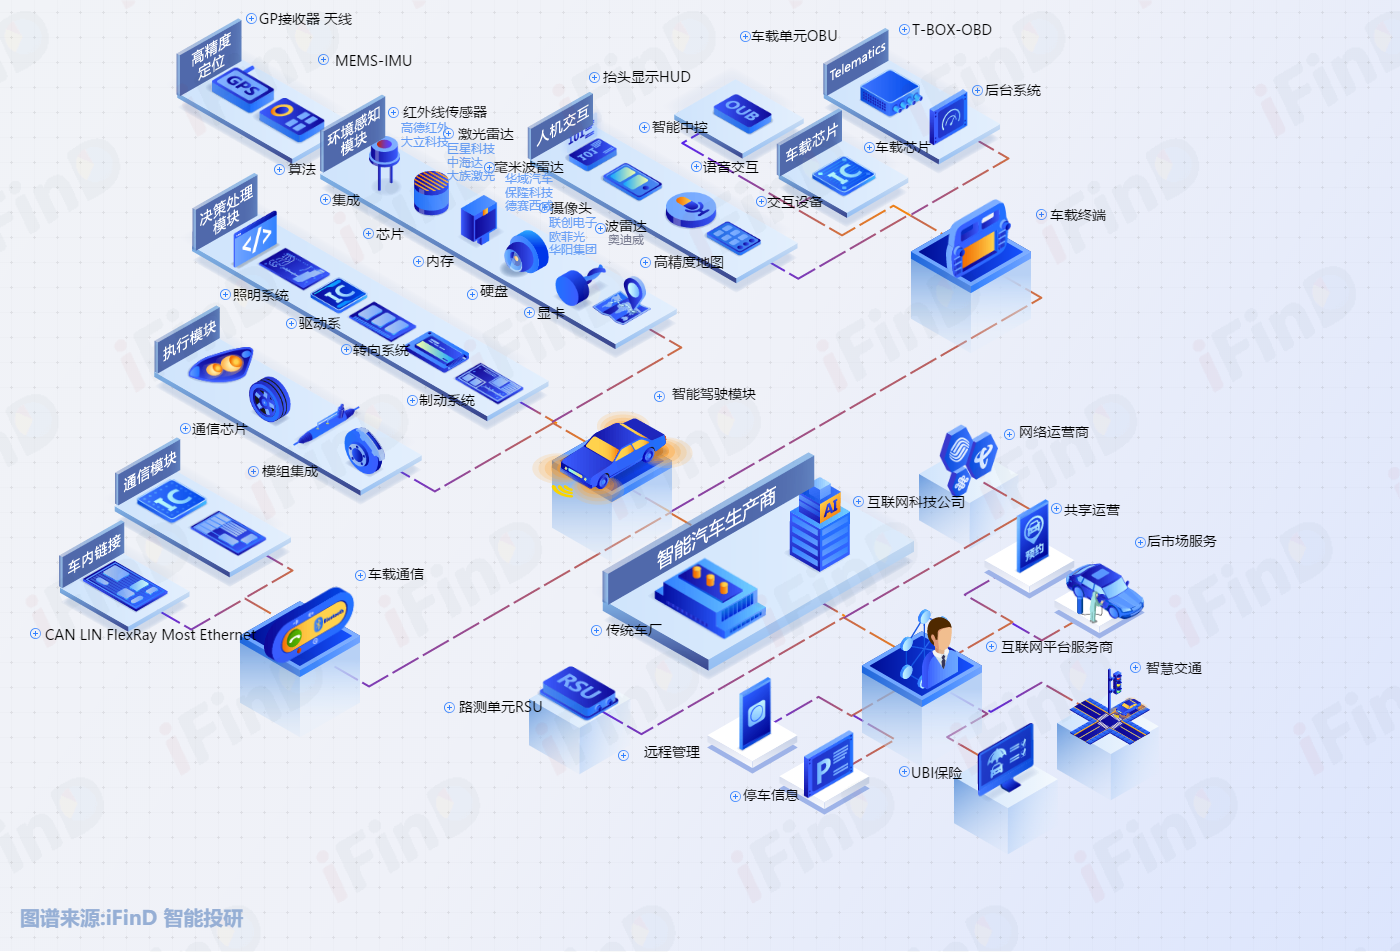 GP接收器 天线
T-BOX-OBD
车载单元OBU
高精度
定位
Telematics
MEMS-IMU
抬头显示HUD
后台系统
GPS
OUB
红外线传感器
高德红外
大立科技
环境感知
模块
人机交互
智能中控
车载芯片
激光雷达
巨星科技
中海达
大族激光
车载芯片
算法
毫米波雷达
华域汽车
保隆科技
德赛西威
语音交互
IC
决策处理
模块
集成
摄像头
联创电子
欧菲光
华阳集团
交互设备
车载终端
芯片
波雷达
奥迪威
</>
内存
高精度地图
照明系统
IC
硬盘
显卡
执行模块
驱动系
转向系统
智能驾驶模块
制动系统
通信芯片
网络运营商
通信模块
模组集成
智能汽车生产商
互联网科技公司
AI
IC
共享运营
预约
车内链接
后市场服务
车载通信
CAN LIN FlexRay Most Ethernet
传统车厂
互联网平台服务商
智慧交通
RSU
路测单元RSU
远程管理
P
UBI保险
停车信息
图谱来源:iFinD 智能投研